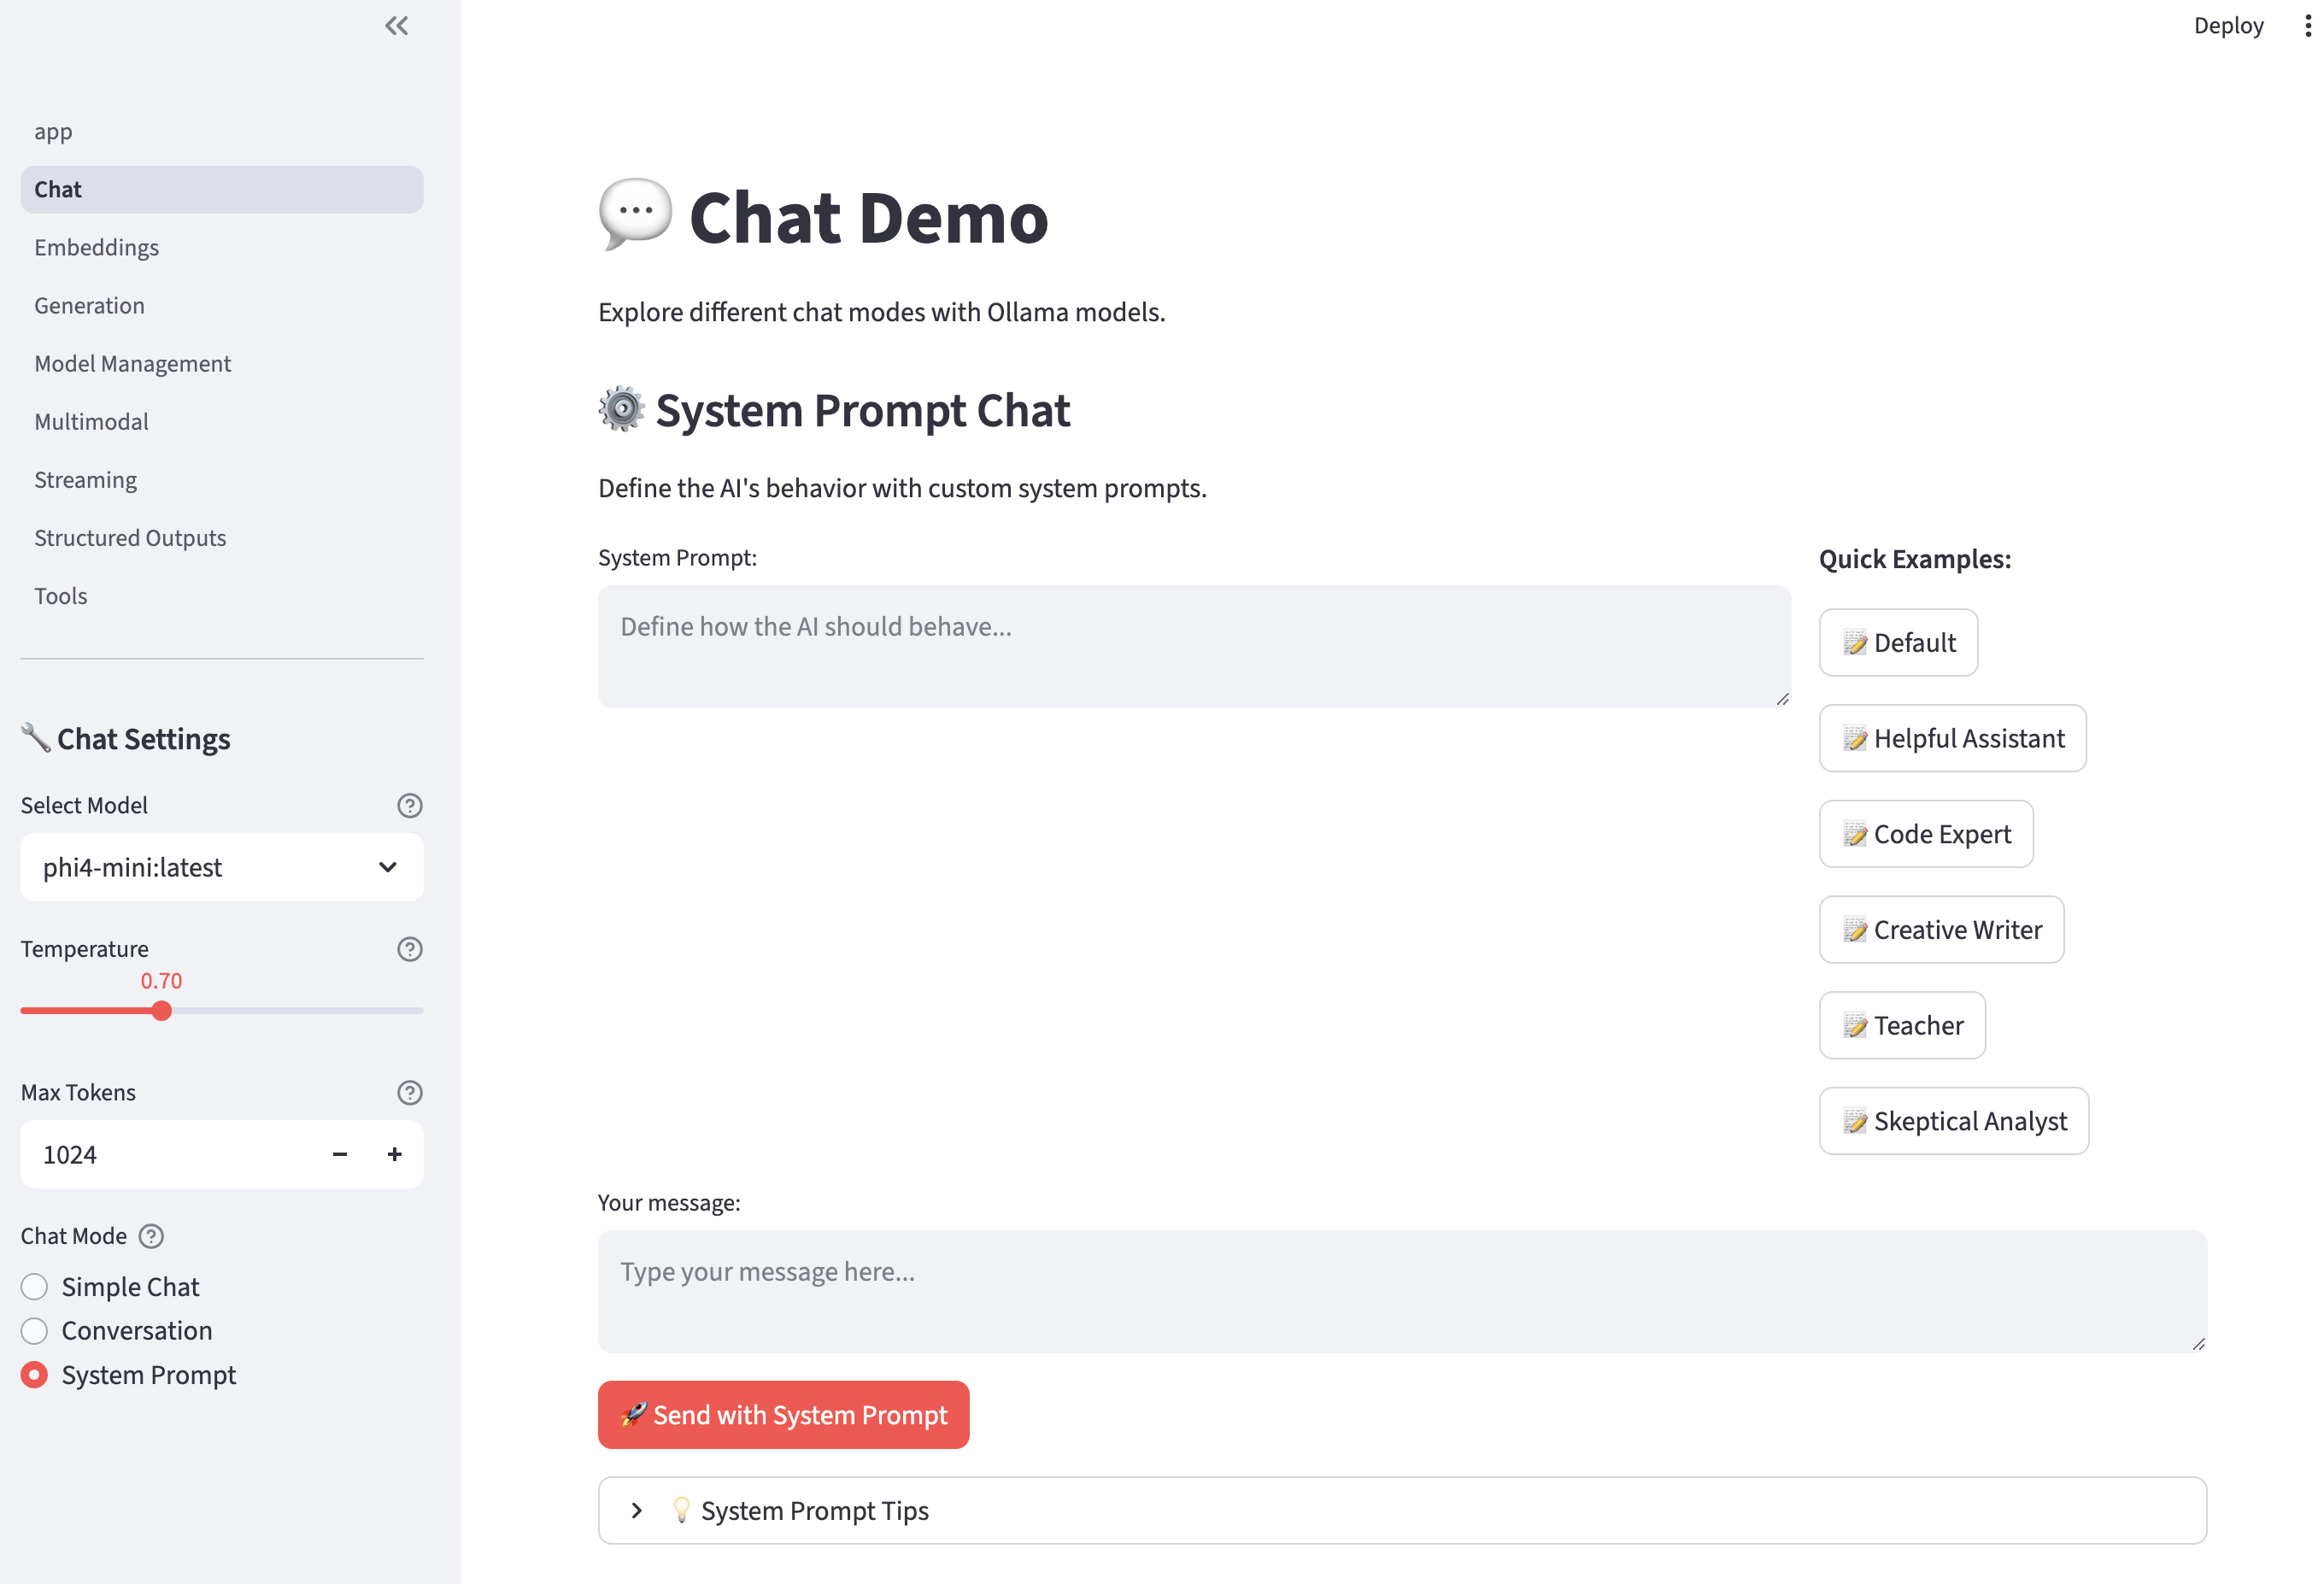 Deploy
app
Chat
Embeddings
Generation
Model Management
Multimodal
Streaming
Structured Outputs
Tools
🔧 Chat Settings
Select Model
phi4-mini:latest
Temperature
0.70
Max Tokens
1024
Chat Mode
Simple Chat
Conversation
System Prompt
💬 Chat Demo
Explore different chat modes with Ollama models.
⚙️ System Prompt Chat
Define the AI's behavior with custom system prompts.
System Prompt:
Define how the AI should behave...
Quick Examples:
📝 Default
📝 Helpful Assistant
📝 Code Expert
📝 Creative Writer
📝 Teacher
📝 Skeptical Analyst
Your message:
Type your message here...
🚀 Send with System Prompt
💡 System Prompt Tips